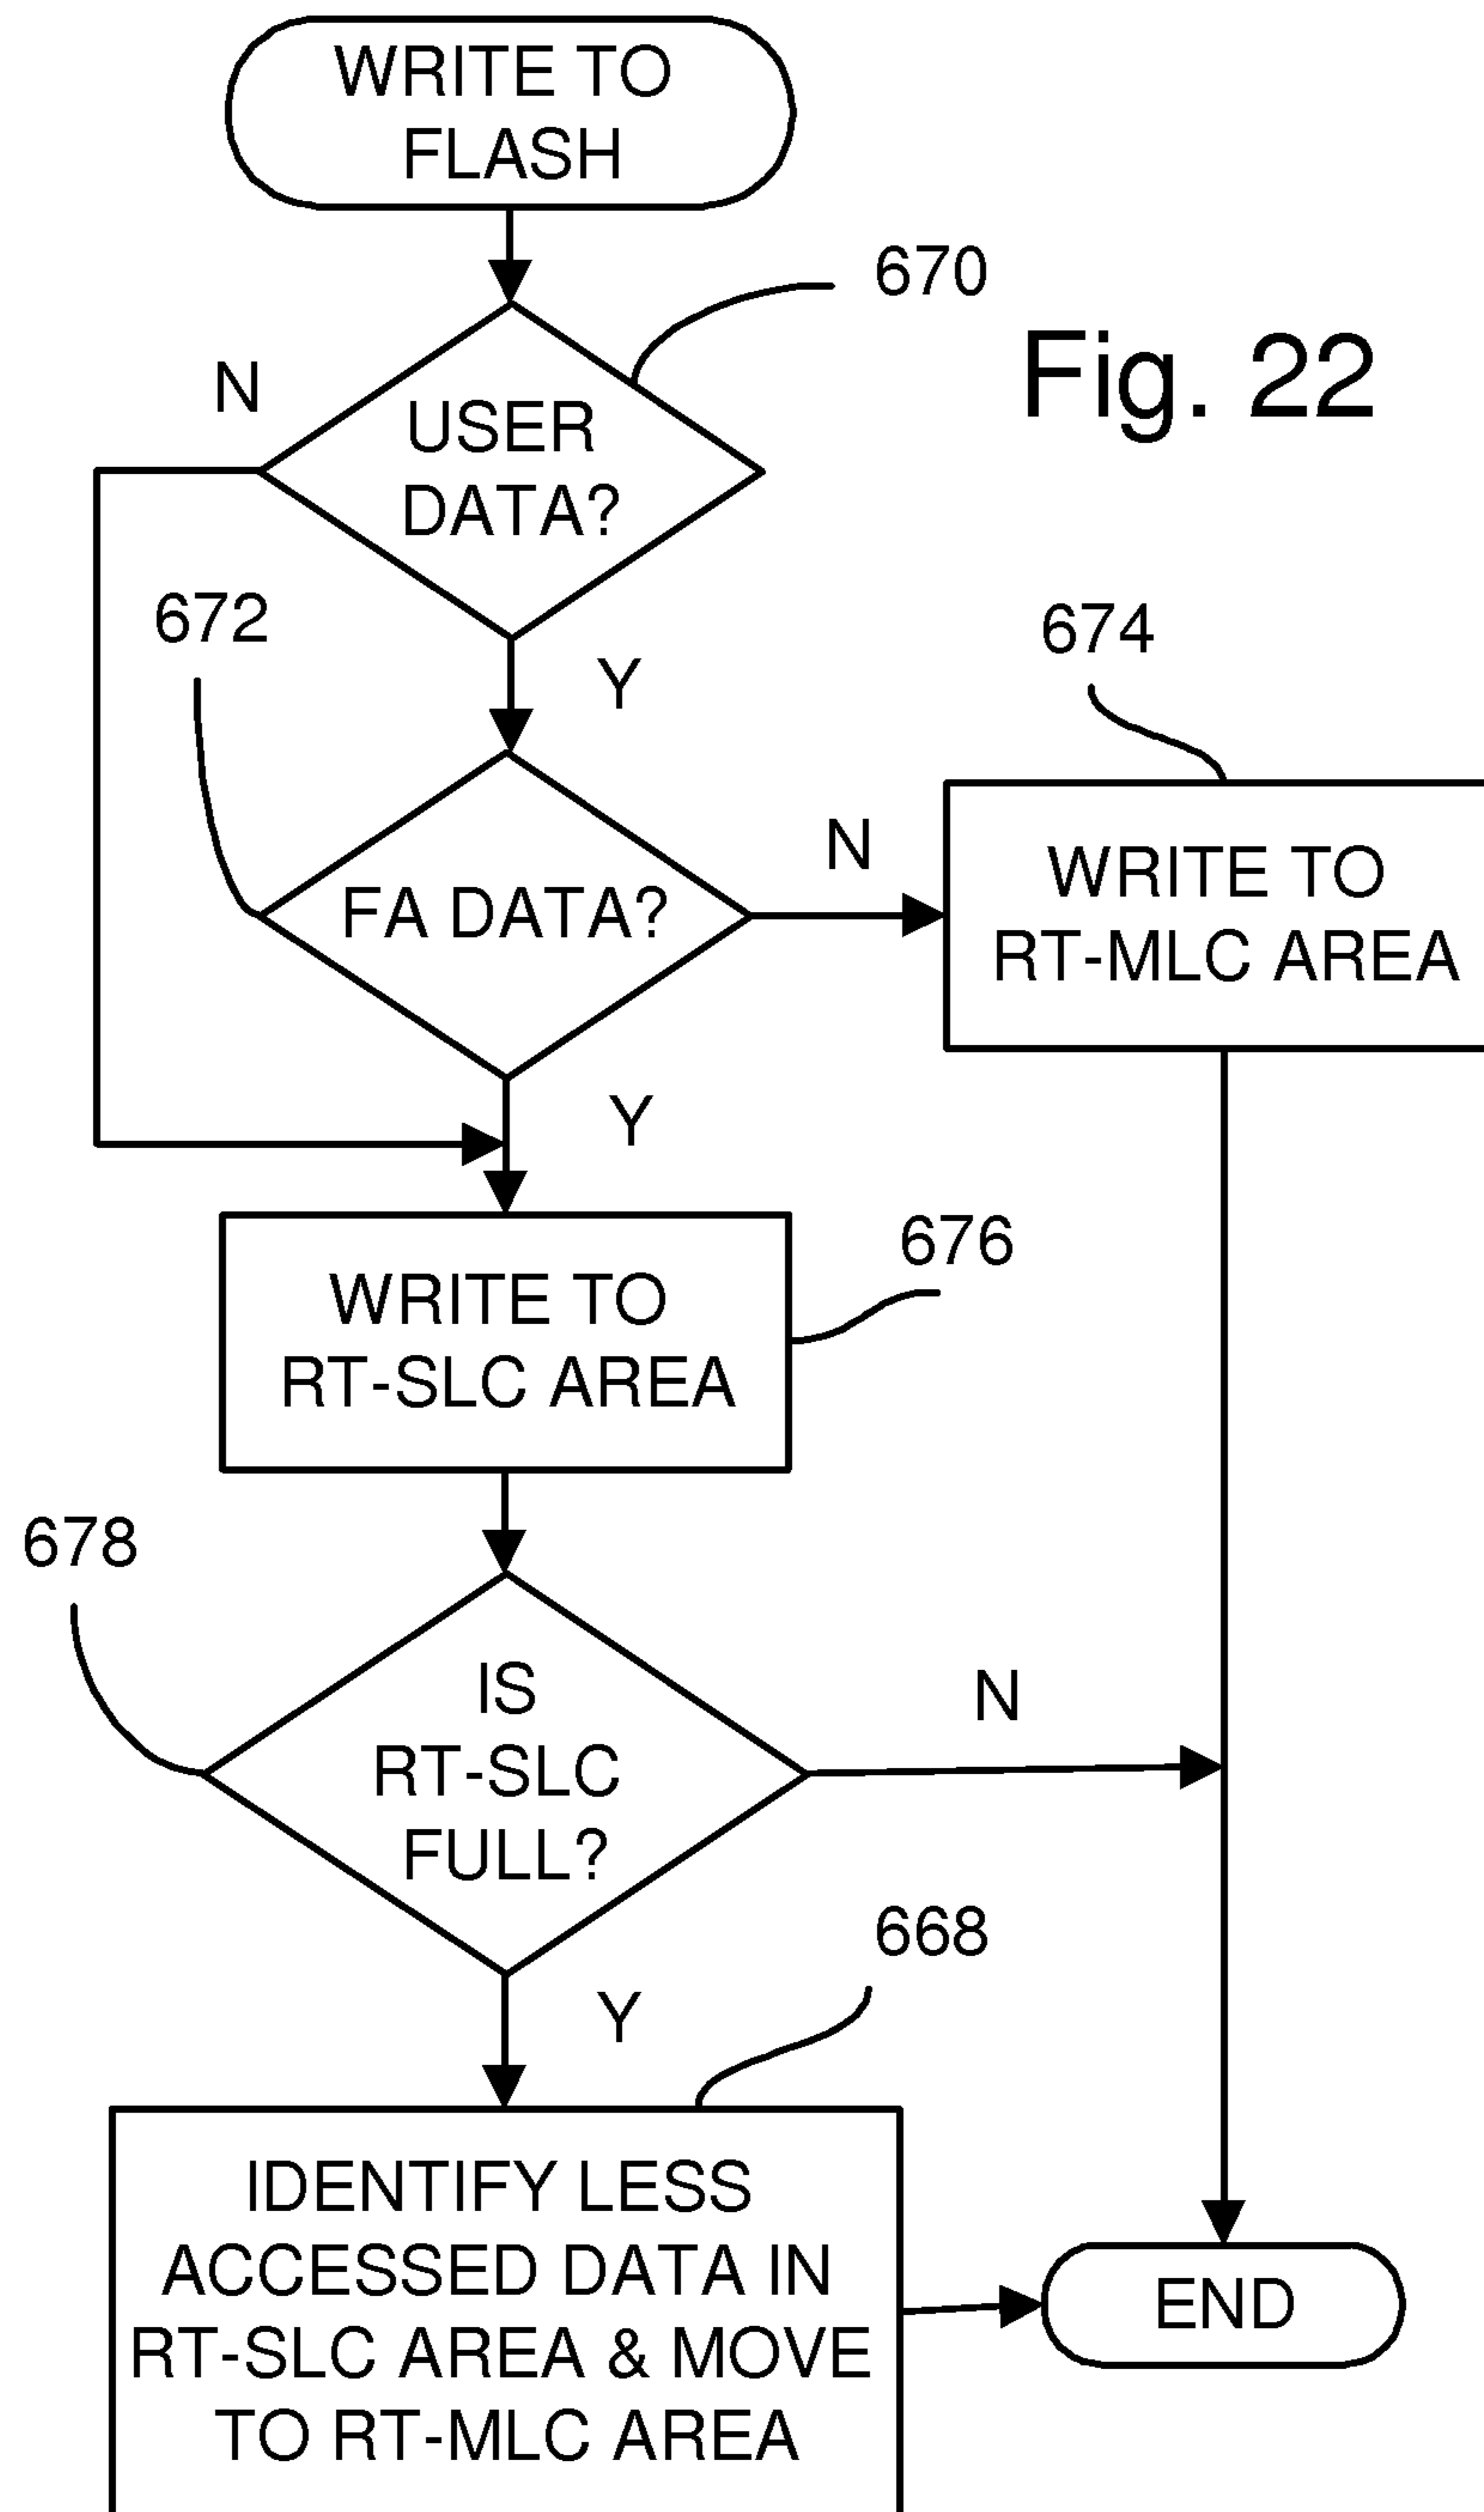 WRITE TO
FLASH
670
Fig. 22
N
USER
DATA?
672
Y
674
N
FA DATA?
WRITE TO
RT-MLC AREA
Y
676
WRITE TO
RT-SLC AREA
678
IS
RT-SLC
FULL?
N
668
Y
IDENTIFY LESS
ACCESSED DATA IN
RT-SLC AREA & MOVE
TO RT-MLC AREA
END